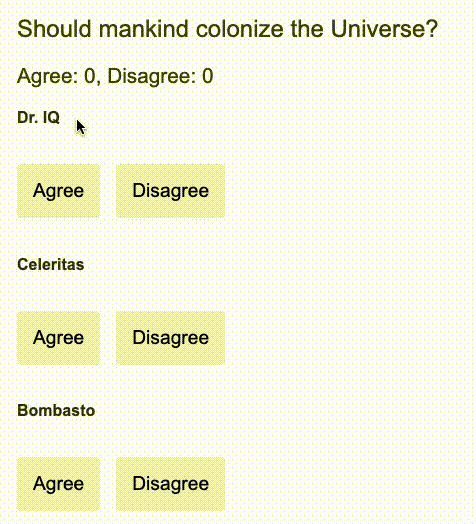 Should mankind colonize the Universe?
Agree: 0, Disagree: 0
Dr. IQ
Agree Disagree
Celeritas
Agree Disagree
Bombasto
Agree Disagree